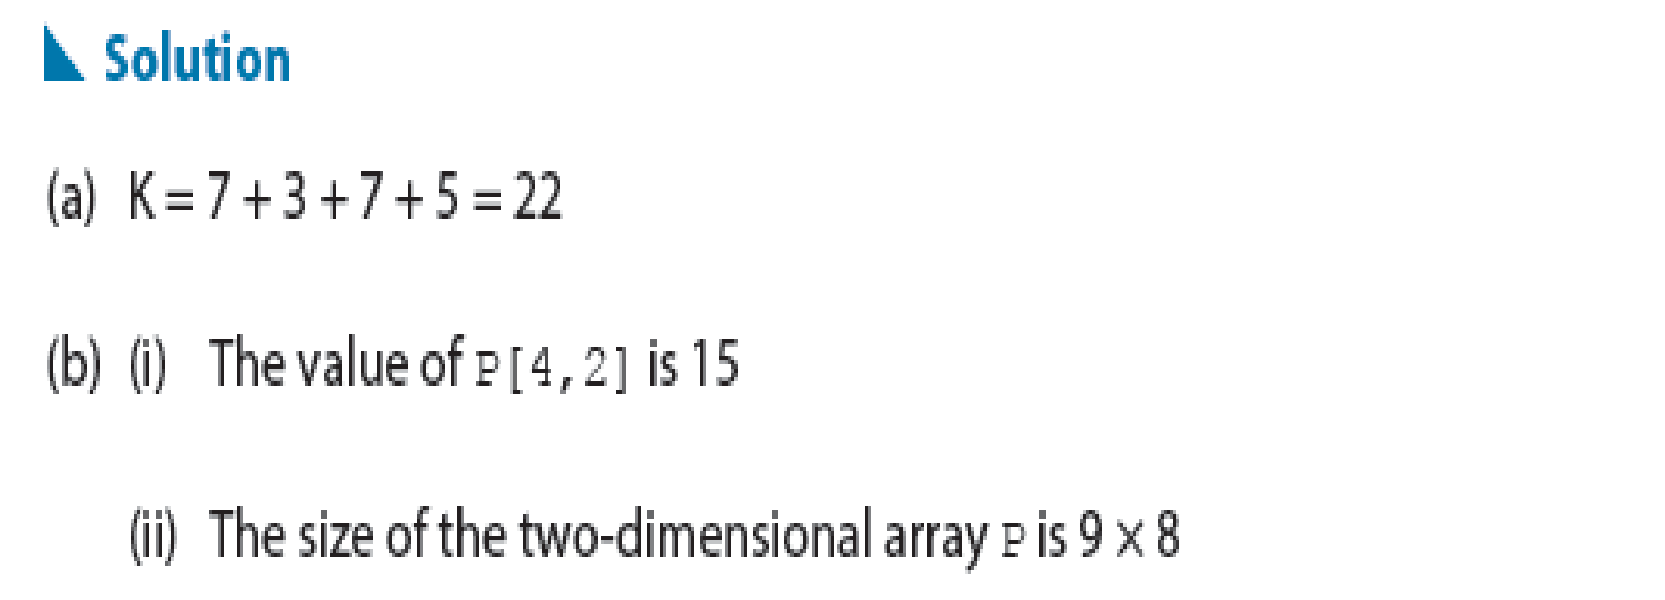 Solution
(a) K = 7 + 3 + 7 + 5 = 22
(b) (i) The value of P[4,2] is 15
(ii) The size of the two-dimensional array P is 9 × 8